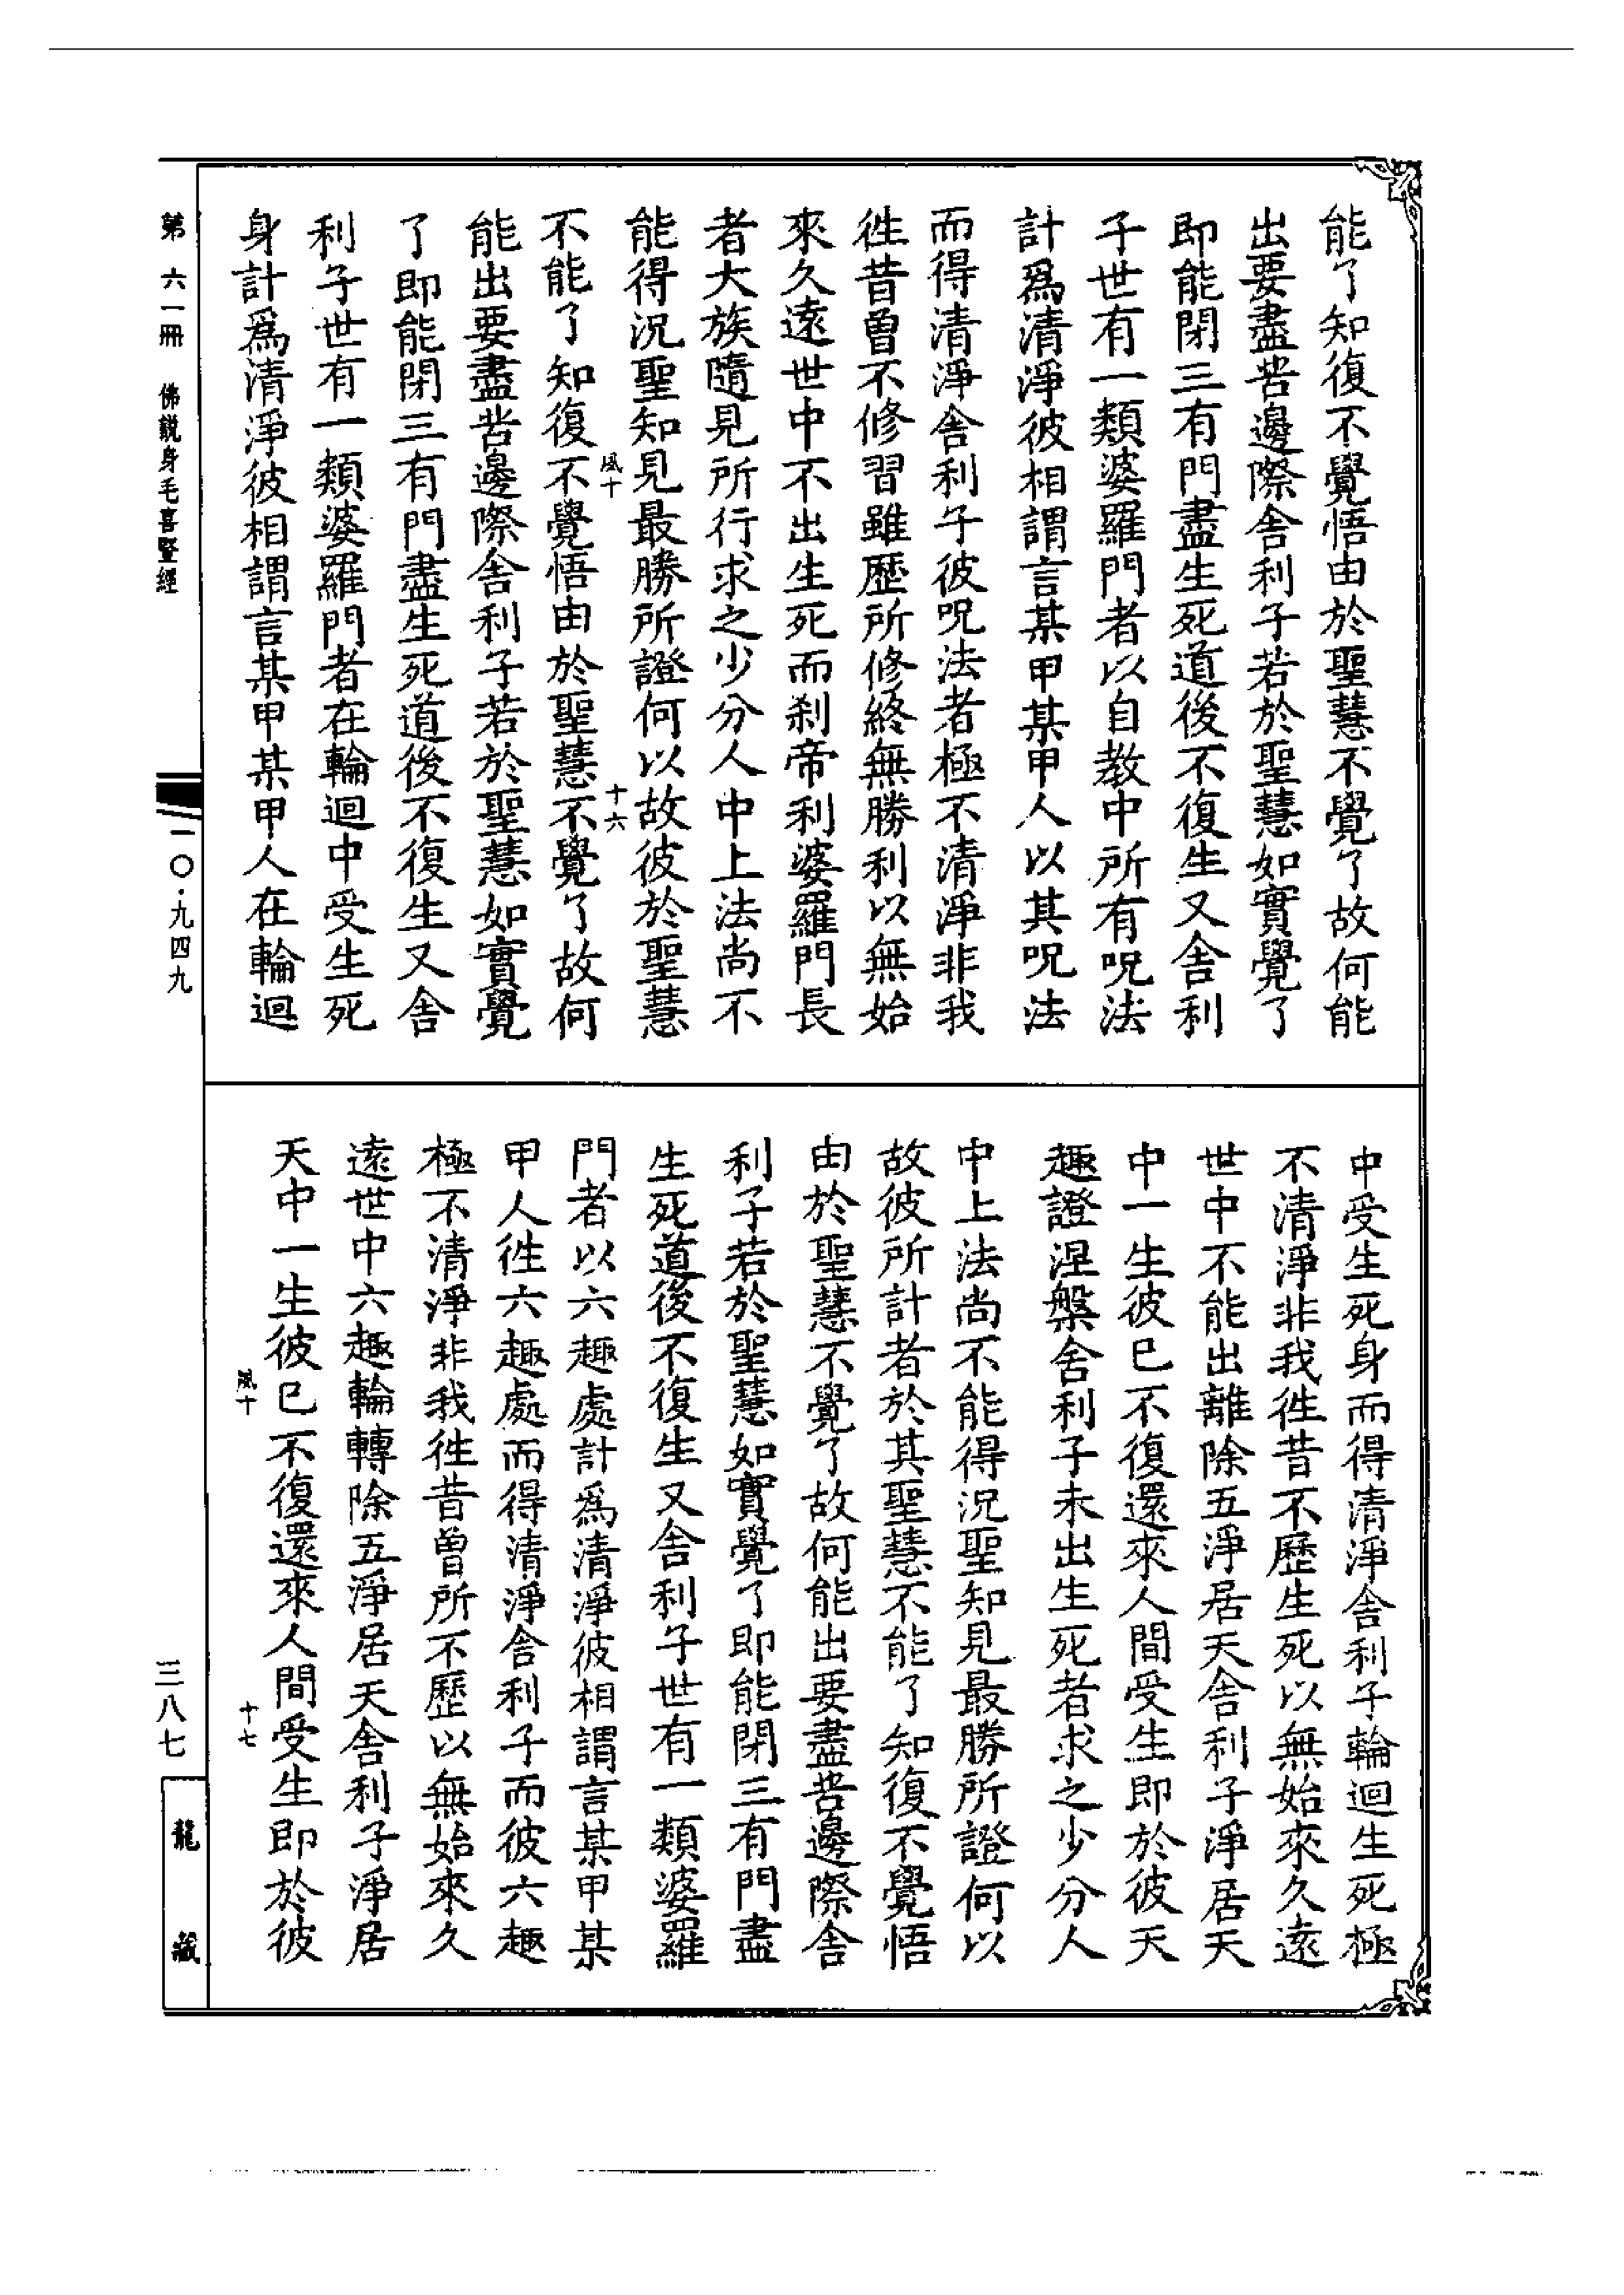 能了知復不覺悟由於聖慧不覺了故何能
出要盡苦邊際舍利子若於聖慧如實覺了
即能閉三有門盡生死道後不復生又舍利
子世有一類婆羅門者以自教中所有呪法
計爲清淨彼相謂言某甲某甲人以其呪法
而得清淨舍利子彼呪法者極不清淨非我
徃昔曾不修習雖歷所修終無勝利以無始
來久遠世中不出生死而刹帝利婆羅門長
者大族隨見所行求之少分人中上法尚不
能得況聖知見最勝所證何以故彼於聖慧
風十 十六
不能了知復不覺悟由於聖慧不覺了故何
能出要盡苦邊際舍利子若於聖慧如實覺
了即能閉三有門盡生死道後不復生又舍
利子世有一類婆羅門者在輪迴中受生死
身計爲清淨彼相謂言某甲某甲人在輪迴
中受生死身而得清淨舍利子輪迴生死極
不清淨非我徃昔不歷生死以無始來久遠
世中不能出離除五淨居天舍利子淨居天
中一生彼已不復還來人間受生即於彼天
趣證涅槃舍利子未出生死者求之少分人
中上法尚不能得況聖知見最勝所證何以
故彼所計者於其聖慧不能了知復不覺悟
由於聖慧不覺了故何能出要盡苦邊際舍
利子若於聖慧如實覺了即能閉三有門盡
生死道後不復生又舍利子世有一類婆羅
門者以六趣處計爲清淨彼相謂言某甲某
甲人徃六趣處而得清淨舍利子而彼六趣
極不清淨非我徃昔曾所不歷以無始來久
遠世中六趣輪轉除五淨居天舍利子淨居
天中一生彼已不復還來人間受生即於彼
風十 十七
第六一冊 佛說身毛喜豎經
一〇·九四九
三八七
龍藏